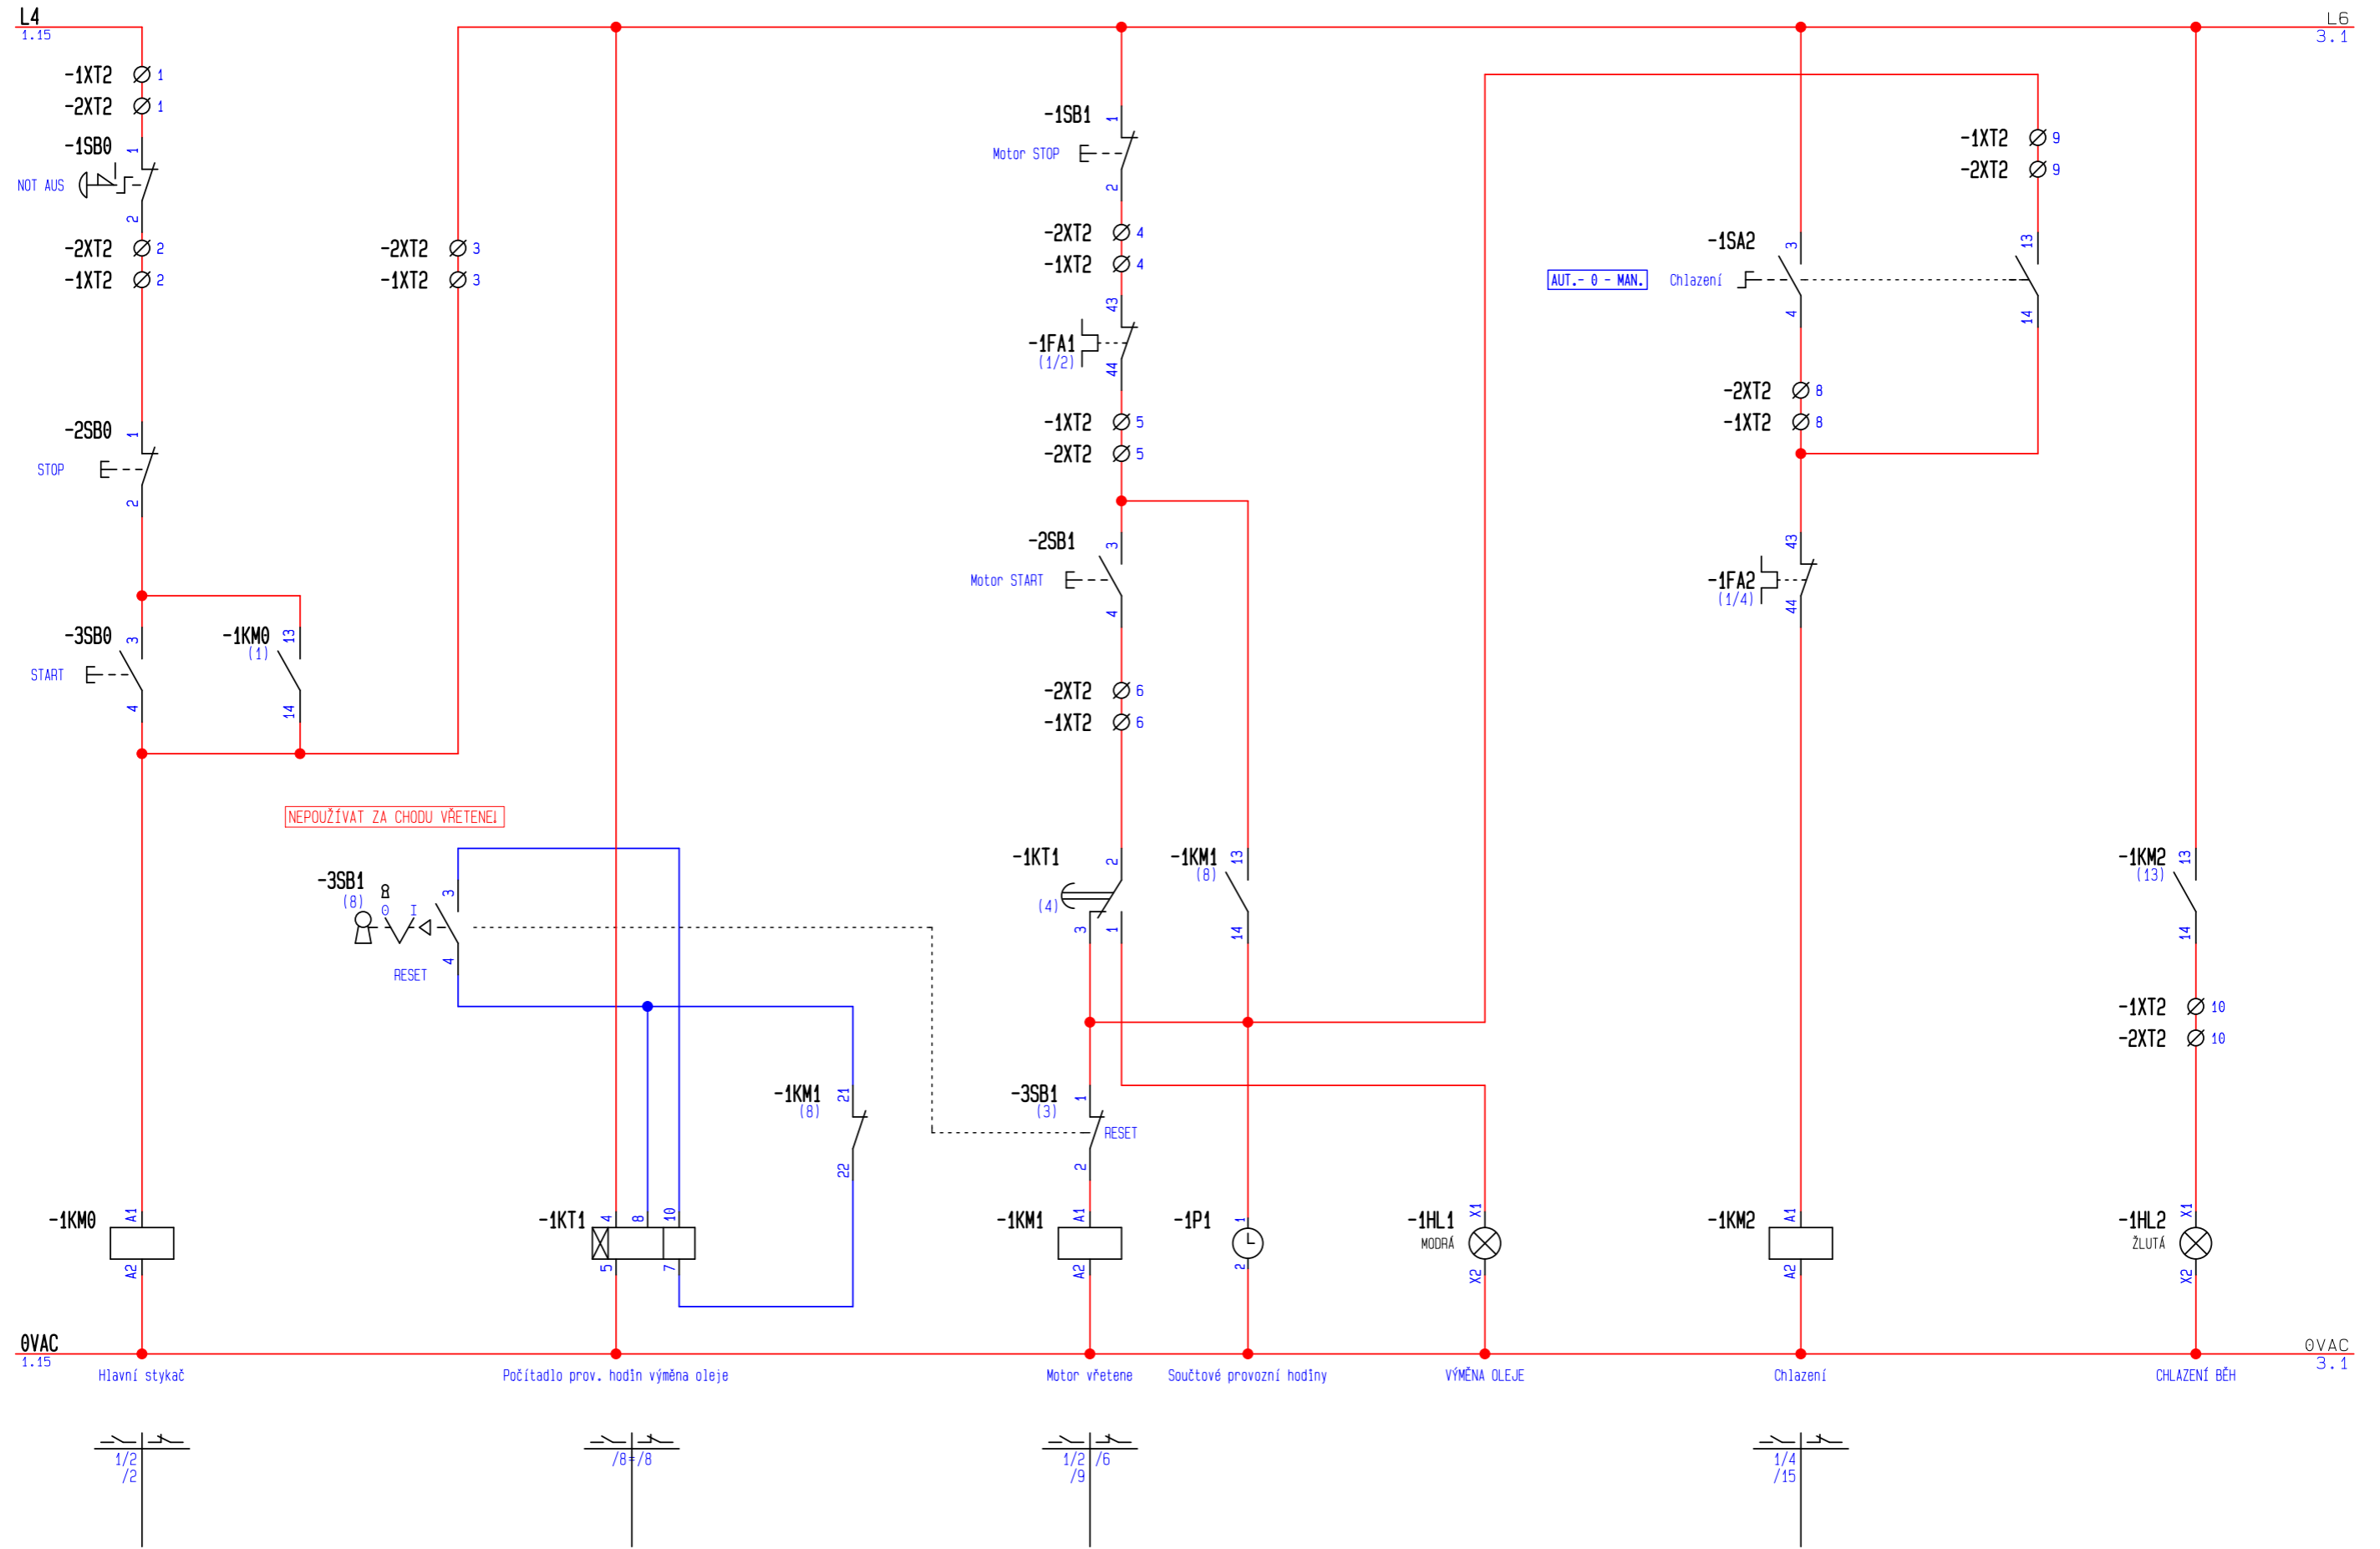 L4
1.15
L6
3.1
-1XT2 1
-2XT2 1
-1SB0 1
NOT AUS
2
-2XT2 2
-1XT2 2
-2XT2 3
-1XT2 3
-2SB0 1
STOP
2
-3SB0 3
START
4
-1KM0 13
(1)
14
NEPOUŽÍVAT ZA CHODU VŘETENE!
-3SB1 3
(8)
0 I
4
RESET
-1KM1 21
(8)
22
-1SB1 1
Motor STOP
2
-2XT2 4
-1XT2 4
43
-1FA1
(1/2)
44
-1XT2 5
-2XT2 5
-2SB1 3
Motor START
4
-2XT2 6
-1XT2 6
-1KT1 2
(4)
3 1
-1KM1 13
(8)
14
-3SB1 1
(3)
RESET
2
-1XT2 9
-2XT2 9
-1SA2 3
13
AUT.- 0 - MAN.
Chlazení
4
14
-2XT2 8
-1XT2 8
43
-1FA2
(1/4)
44
-1KM2 13
(13)
14
-1XT2 10
-2XT2 10
-1KM0 A1
A2
-1KT1 4 8 10
5 7
-1KM1 A1
A2
-1P1 1
2
-1HL1 X1
MODRÁ
X2
-1KM2 A1
A2
-1HL2 X1
ŽLUTÁ
X2
0VAC
1.15
0VAC
3.1
Hlavní stykač
Počítadlo prov. hodin výměna oleje
Motor vřetene
Součtové provozní hodiny
VÝMĚNA OLEJE
Chlazení
CHLAZENÍ BĚH
1/2
/2
/8 /8
1/2 /6
/9
1/4
/15